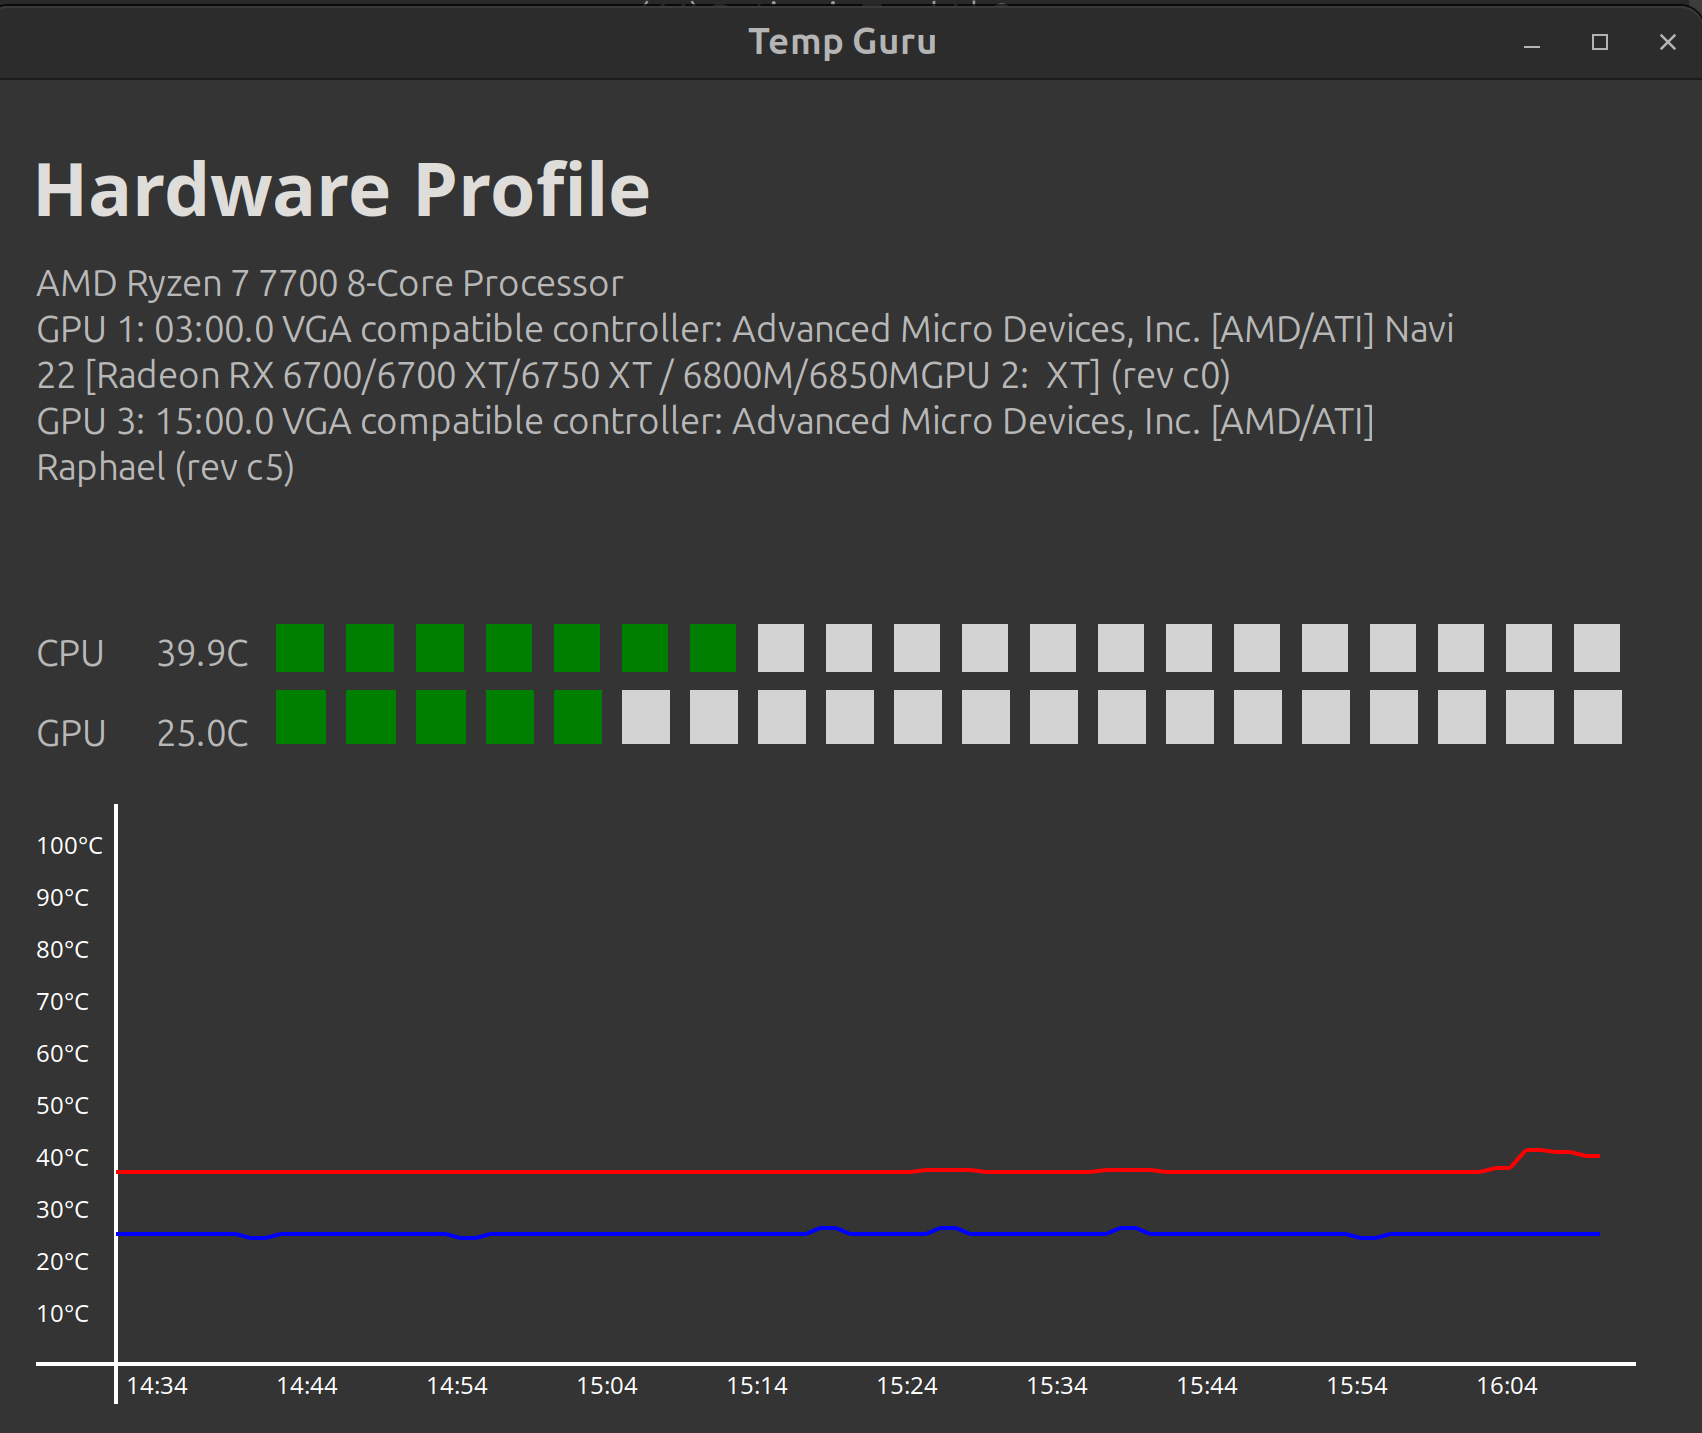 Temp Guru
Hardware Profile
AMD Ryzen 7 7700 8-Core Processor
GPU 1: 03:00.0 VGA compatible controller: Advanced Micro Devices, Inc. [AMD/ATI] Navi
22 [Radeon RX 6700/6700 XT/6750 XT / 6800M/6850MGPU 2:  XT] (rev c0)
GPU 3: 15:00.0 VGA compatible controller: Advanced Micro Devices, Inc. [AMD/ATI]
Raphael (rev c5)
CPU 39.9C
GPU 25.0C
100°C
90°C
80°C
70°C
60°C
50°C
40°C
30°C
20°C
10°C
14:34 14:44 14:54 15:04 15:14 15:24 15:34 15:44 15:54 16:04